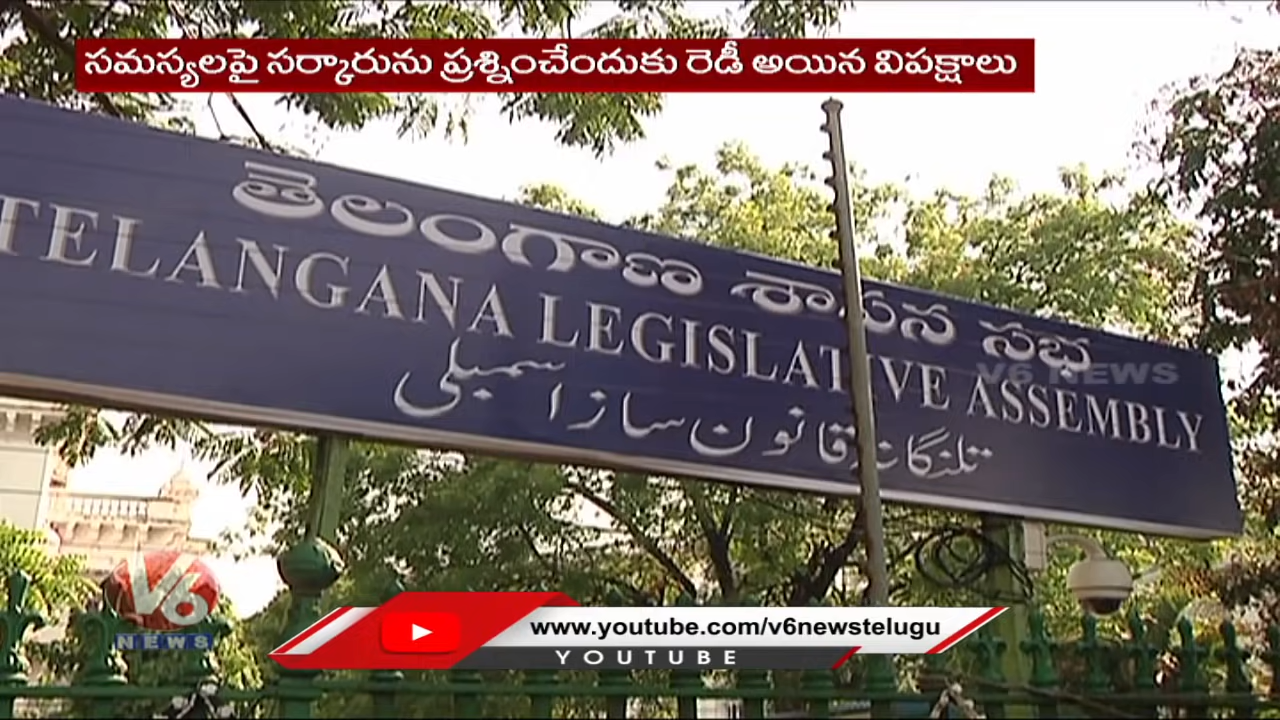 సమస్యలపై సర్కారును ప్రశ్నించేందుకు రెడీ అయిన విపక్షాలు
తెలంగాణ శాసన సభ
TELANGANA LEGISLATIVE ASSEMBLY
تلنگانہ قانون ساز اسمبلی
V6 NEWS
V6
NEWS
www.youtube.com/v6newstelugu
YOUTUBE